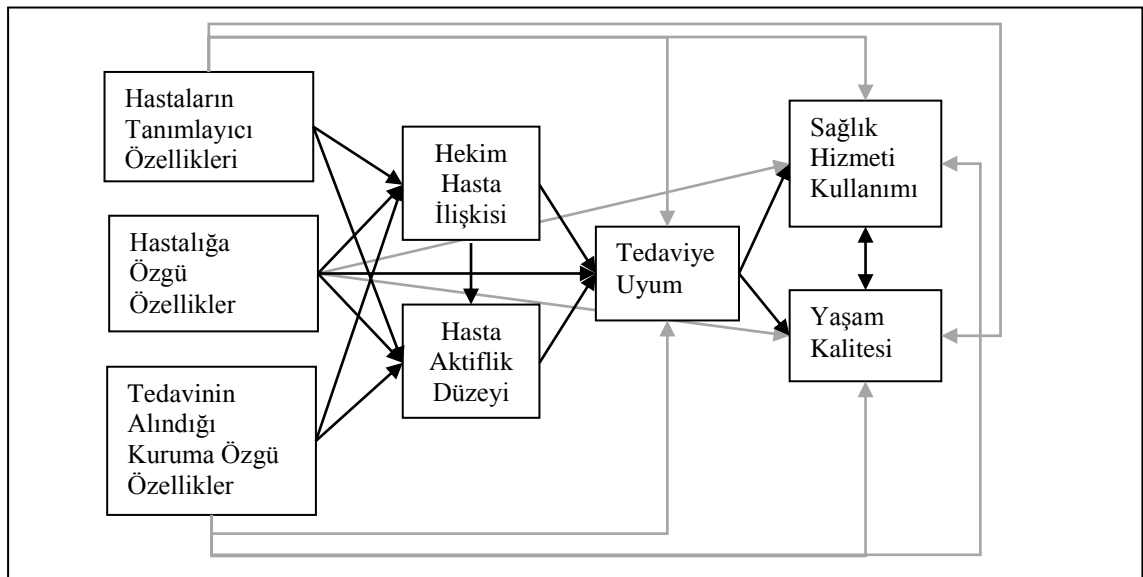 Hastaların
Tanımlayıcı
Özellikleri
Hastalığa
Özgü
Özellikler
Tedavinin
Alındığı
Kuruma Özgü
Özellikler
Hekim
Hasta
İlişkisi
Hasta
Aktiflik
Düzeyi
Tedaviye
Uyum
Sağlık
Hizmeti
Kullanımı
Yaşam
Kalitesi